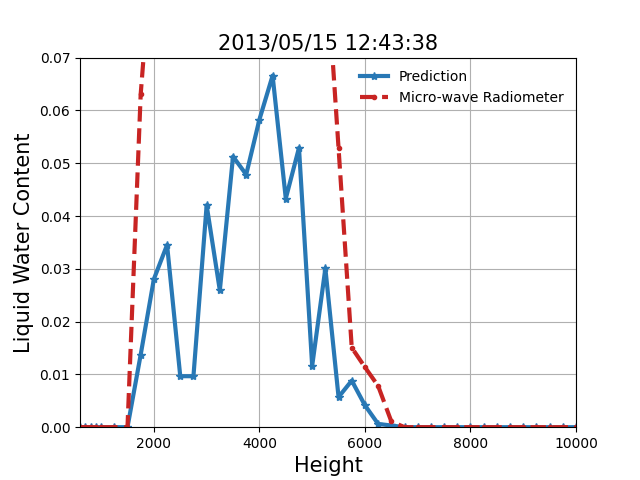 2013/05/15 12:43:38
Prediction
Micro-wave Radiometer
Liquid Water Content
0.07
0.06
0.05
0.04
0.03
0.02
0.01
0.00
2000 4000 6000 8000 10000
Height